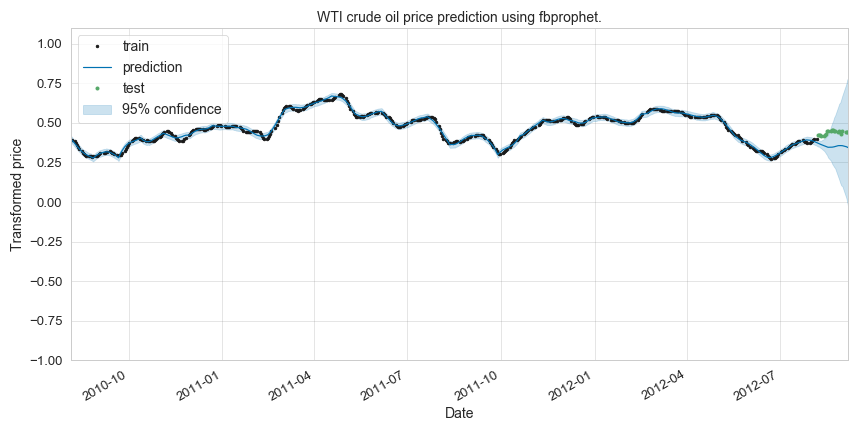 WTI crude oil price prediction using fbprophet.
train
prediction
test
95% confidence
Transformed price
1.00
0.75
0.50
0.25
0.00
−0.25
−0.50
−0.75
−1.00
2010-10
2011-01
2011-04
2011-07
2011-10
2012-01
2012-04
2012-07
Date